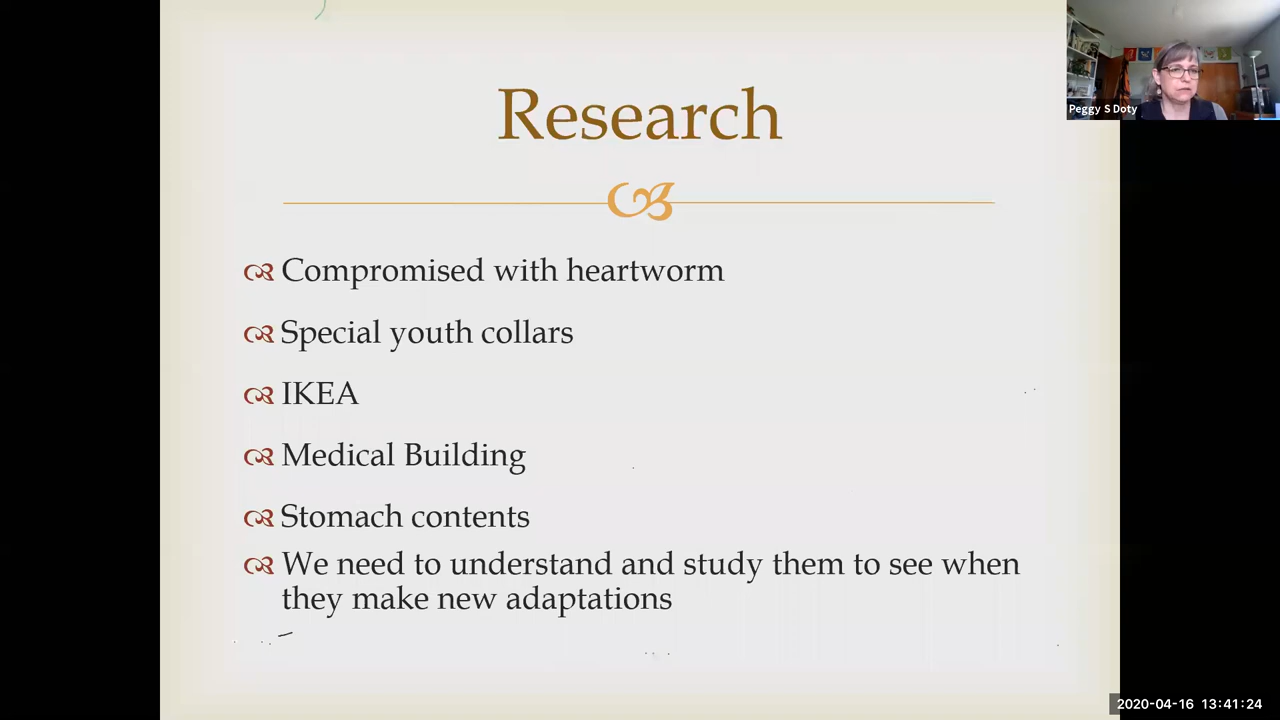 Research
Compromised with heartworm
Special youth collars
IKEA
Medical Building
Stomach contents
We need to understand and study them to see when
they make new adaptations
Peggy S Doty
2020-04-16 13:41:24